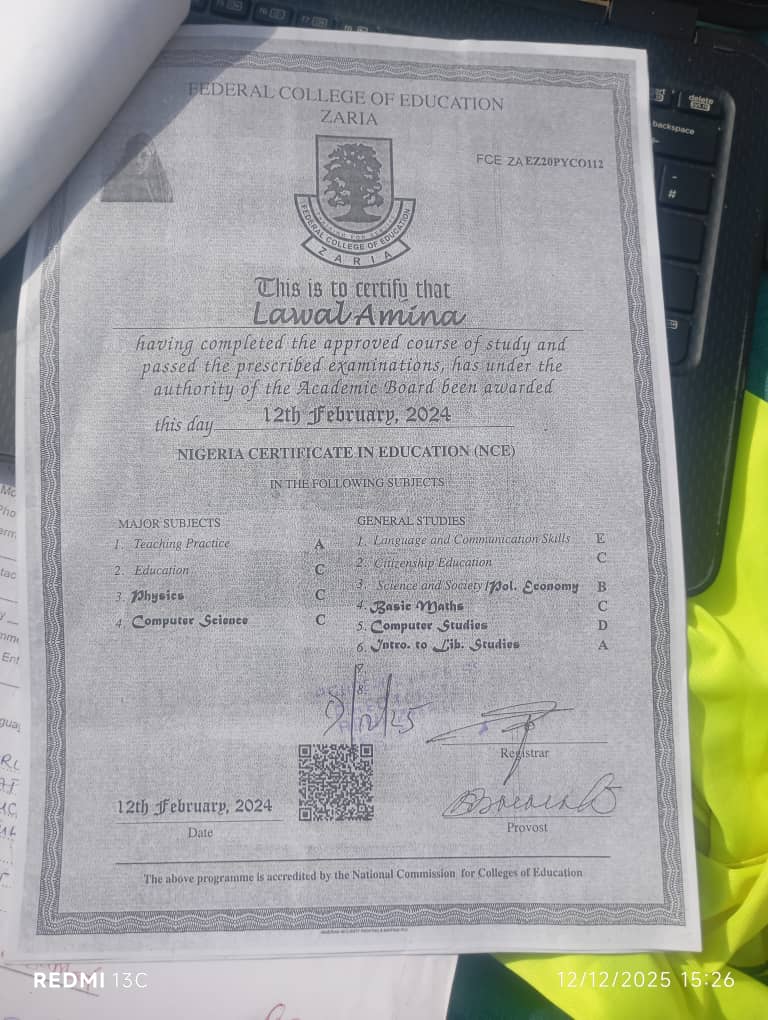 FEDERAL COLLEGE OF EDUCATION
ZARIA
FCE ZA EZ20PYCO112
FEDERAL COLLEGE OF EDUCATION
ZARIA
This is to certify that
Lawal Amina
having completed the approved course of study and
passed the prescribed examinations, has under the
authority of the Academic Board been awarded
this day 12th February, 2024
NIGERIA CERTIFICATE IN EDUCATION (NCE)
IN THE FOLLOWING SUBJECTS
MAJOR SUBJECTS
1. Teaching Practice A
2. Education C
3. Physics C
4. Computer Science C
GENERAL STUDIES
1. Language and Communication Skills E
2. Citizenship Education C
3. Science and Society/Pol. Economy B
4. Basic Maths C
5. Computer Studies D
6. Intro. to Lib. Studies A
7.
8.
9/12/25
Registrar
12th February, 2024
Date
Provost
The above programme is accredited by the National Commission for Colleges of Education
delete
backspace
#
REDMI 13C
12/12/2025 15:26